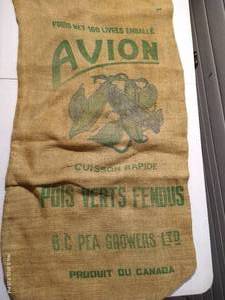 POIDS NET 100 LIVRES EMBALLÉ
AVION
CUISSON RAPIDE
POIS VERTS FENDUS
B.C PEA GROWERS LTD
PRODUIT DU CANADA